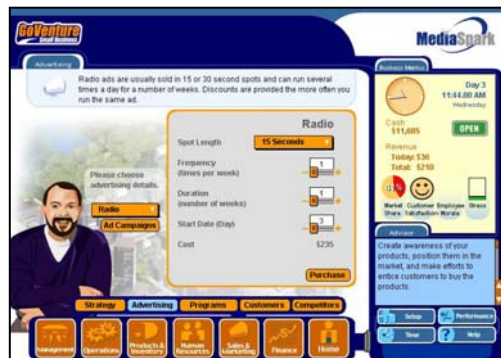 GoVenture
Small Business
MediaSpark
Advertising
Radio ads are usually sold in 15 or 30 second spots and can run several
times a day for a number of weeks. Discounts are provided the more often you
run the same ad.
Radio
Spot Length
15 Seconds
Frequency
(times per week)
1
Duration
(number of weeks)
1
Start Date (Day)
3
Cost
$235
Purchase
Please choose
advertising details.
Radio
Ad Campaigns
Strategy
Advertising
Programs
Customers
Competitors
Management
Operations
Products &
Inventory
Human
Resources
Sales &
Marketing
Finance
Home
Business Metrics
Day 3
11:44:00 AM
Wednesday
Cash
$11,605
OPEN
Revenue
Today: $36
Total: $210
Market
Share
Customer
Satisfaction
Employee
Morale
Stress
Advisor
Create awareness of your
products, position them in the
market, and make efforts to
entice customers to buy the
products.
Setup
Performance
Time
Help